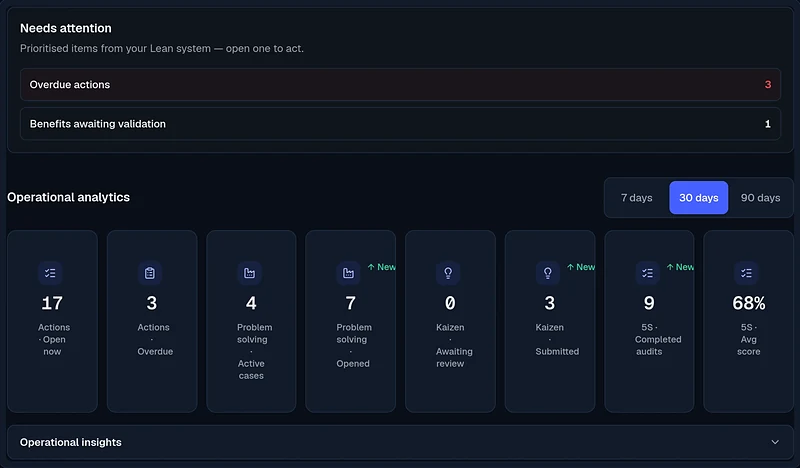 Needs attention
Prioritised items from your Lean system — open one to act.
Overdue actions 3
Benefits awaiting validation 1
Operational analytics
7 days 30 days 90 days
17
Actions
· Open
now
3
Actions
·
Overdue
4
Problem
solving
·
Active
cases
↑ New
7
Problem
solving
·
Opened
0
Kaizen
·
Awaiting
review
↑ New
3
Kaizen
·
Submitted
↑ New
9
5S ·
Completed
audits
68%
5S ·
Avg
score
Operational insights